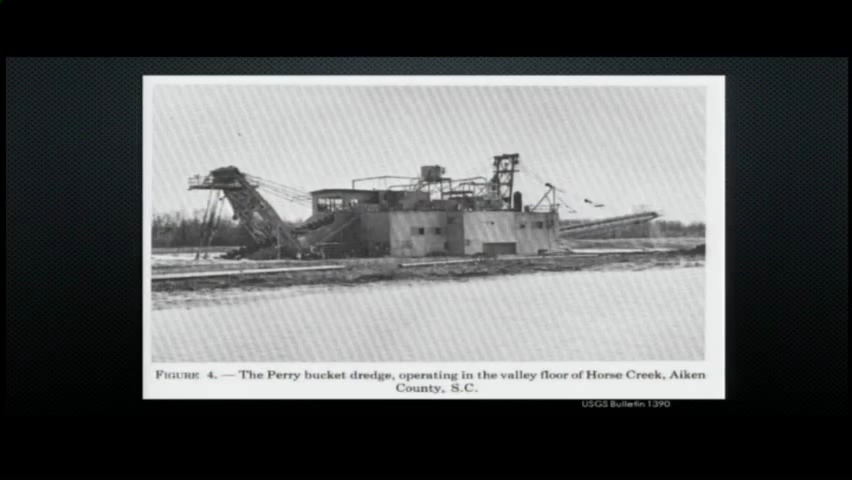 FIGURE 4. — The Perry bucket dredge, operating in the valley floor of Horse Creek, Aiken
County, S.C.
USGS Bulletin 1390